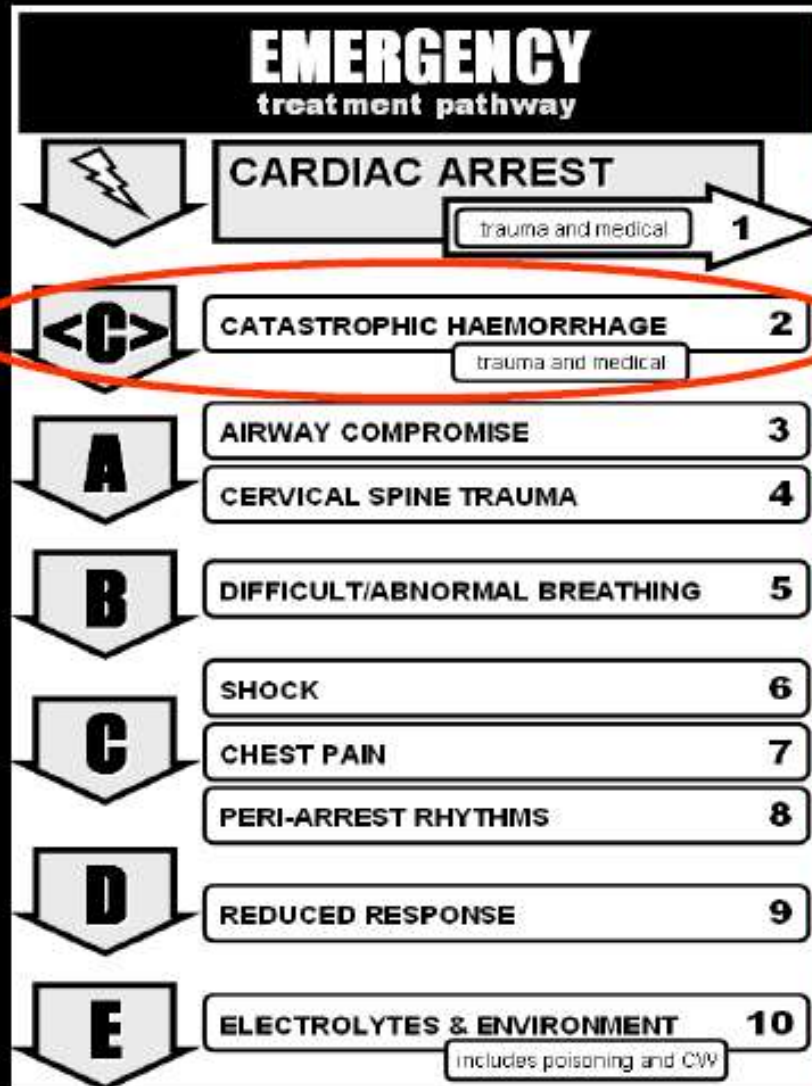 EMERGENCY
treatment pathway
CARDIAC ARREST
trauma and medical 1
<C> CATASTROPHIC HAEMORRHAGE 2
trauma and medical
A
AIRWAY COMPROMISE 3
CERVICAL SPINE TRAUMA 4
B DIFFICULT/ABNORMAL BREATHING 5
SHOCK 6
C
CHEST PAIN 7
PERI-ARREST RHYTHMS 8
D REDUCED RESPONSE 9
E ELECTROLYTES & ENVIRONMENT 10
includes poisoning and